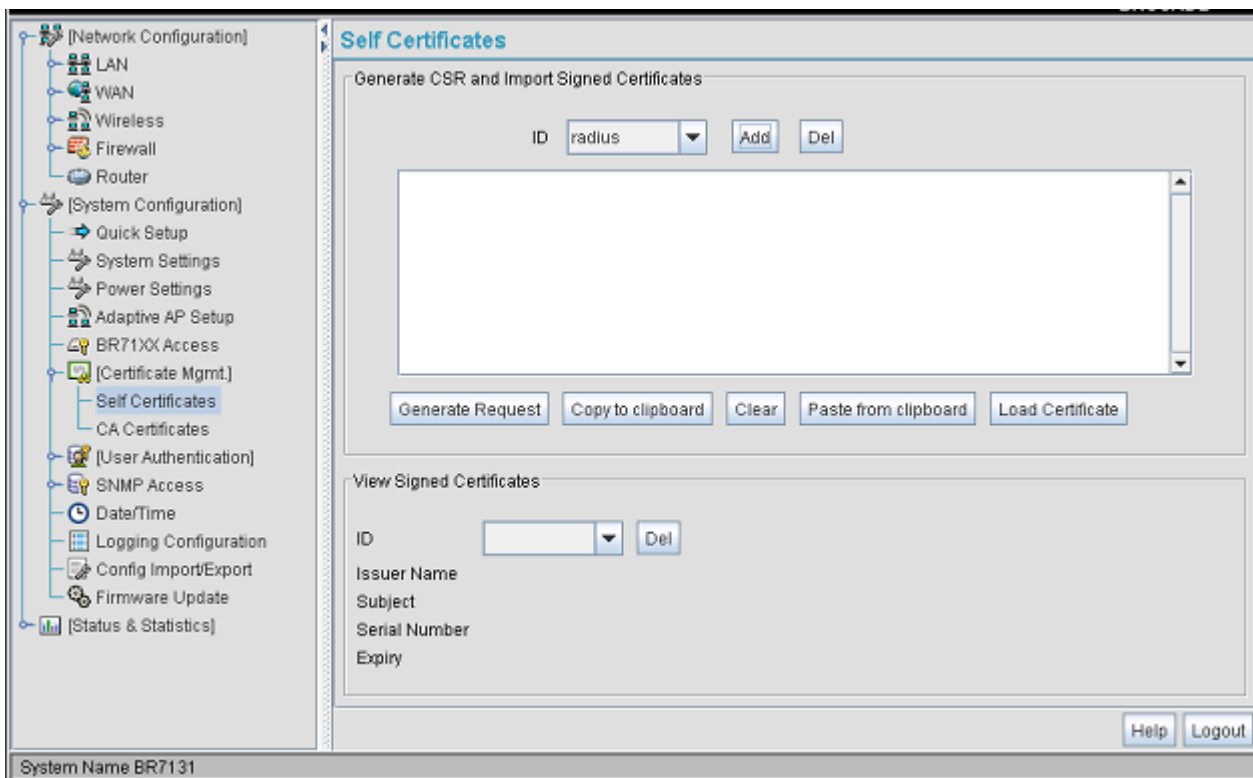 [Network Configuration]
LAN
WAN
Wireless
Firewall
Router
[System Configuration]
Quick Setup
System Settings
Power Settings
Adaptive AP Setup
BR71XX Access
[Certificate Mgmt.]
Self Certificates
CA Certificates
[User Authentication]
SNMP Access
Date/Time
Logging Configuration
Config Import/Export
Firmware Update
[Status & Statistics]
Self Certificates
Generate CSR and Import Signed Certificates
ID radius Add Del
Generate Request Copy to clipboard Clear Paste from clipboard Load Certificate
View Signed Certificates
ID Del
Issuer Name
Subject
Serial Number
Expiry
Help Logout
System Name BR7131